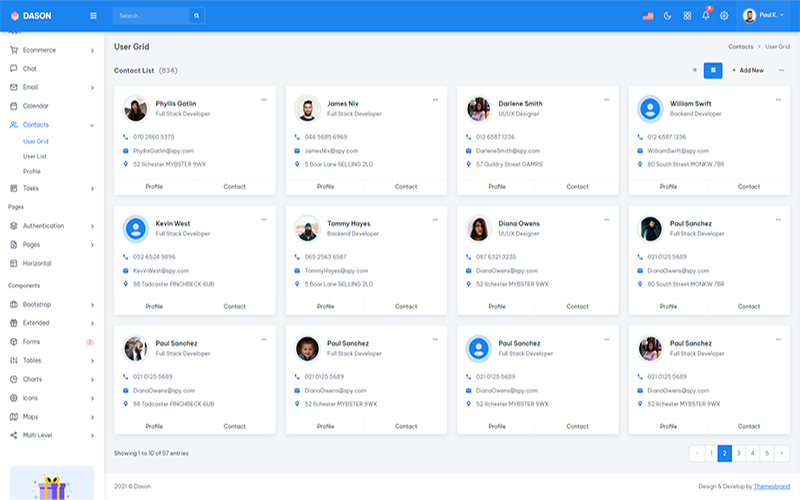 DASON
Search...
9
Paul K.
Apps
Ecommerce
Chat
Email
Calendar
Contacts
User Grid
User List
Profile
Tasks
Pages
Authentication
Pages
Horizontal
Components
Bootstrap
Extended
Forms
7
Tables
Charts
Icons
Maps
Multi Level
User Grid
Contacts > User Grid
Contact List (834)
+ Add New
Phyllis Gatlin
Full Stack Developer
070 2860 5375
PhyllisGatlin@spy.com
52 Ilchester MYBSTER 9WX
Profile Contact
James Nix
Full Stack Developer
046 5685 6969
JamesNix@spy.com
5 Boar Lane SELLING 2LG
Profile Contact
Darlene Smith
UI/UX Designer
012 6587 1236
DarleneSmith@spy.com
57 Guildry Street GAMRIE
Profile Contact
William Swift
Backend Developer
012 6587 1236
WilliamSwift@spy.com
80 South Street MONKW 7BR
Profile Contact
Kevin West
Full Stack Developer
052 6524 9896
KevinWest@spy.com
88 Tadcaster PINCHBECK 6UB
Profile Contact
Tommy Hayes
Backend Developer
065 2563 6587
TommyHayes@spy.com
5 Boar Lane SELLING 2LG
Profile Contact
Diana Owens
UI/UX Designer
087 6321 3235
DianaOwens@spy.com
52 Ilchester MYBSTER 9WX
Profile Contact
Paul Sanchez
Full Stack Developer
021 0125 5689
DianaOwens@spy.com
80 South Street MONKW 7BR
Profile Contact
Paul Sanchez
Full Stack Developer
021 0125 5689
DianaOwens@spy.com
88 Tadcaster PINCHBECK 6UB
Profile Contact
Paul Sanchez
Full Stack Developer
021 0125 5689
DianaOwens@spy.com
52 Ilchester MYBSTER 9WX
Profile Contact
Paul Sanchez
Full Stack Developer
021 0125 5689
DianaOwens@spy.com
52 Ilchester MYBSTER 9WX
Profile Contact
Paul Sanchez
Full Stack Developer
021 0125 5689
DianaOwens@spy.com
52 Ilchester MYBSTER 9WX
Profile Contact
Showing 1 to 10 of 57 entries
1 2 3 4 5
2021 © Dason.
Design & Develop by Themesbrand